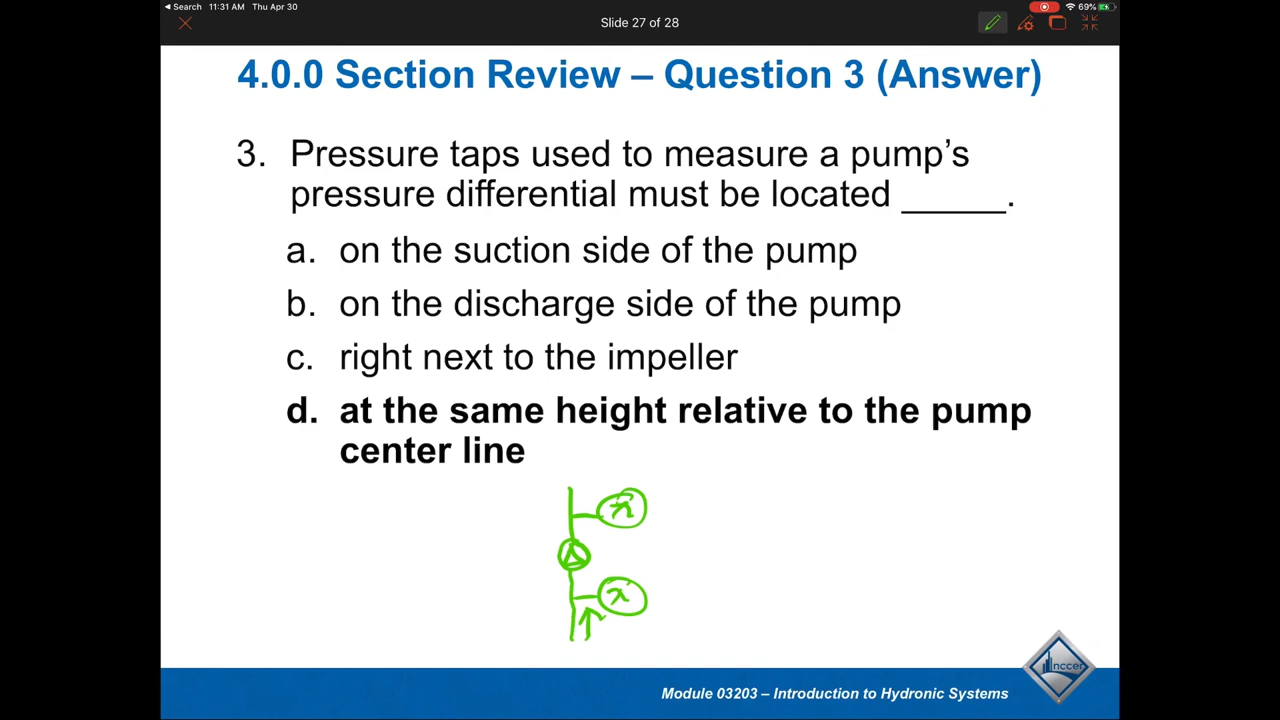 ◀ Search 11:31 AM Thu Apr 30 69%
Slide 27 of 28
4.0.0 Section Review – Question 3 (Answer)
3. Pressure taps used to measure a pump’s
pressure differential must be located _____.
a. on the suction side of the pump
b. on the discharge side of the pump
c. right next to the impeller
d. at the same height relative to the pump
center line
nccer
Module 03203 – Introduction to Hydronic Systems